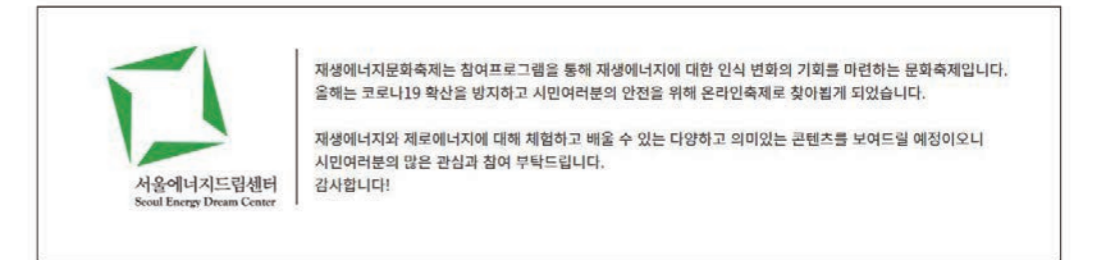 재생에너지문화축제는 참여프로그램을 통해 재생에너지에 대한 인식 변화의 기회를 마련하는 문화축제입니다.
올해는 코로나19 확산을 방지하고 시민여러분의 안전을 위해 온라인축제로 찾아뵙게 되었습니다.
재생에너지와 제로에너지에 대해 체험하고 배울 수 있는 다양하고 의미있는 콘텐츠를 보여드릴 예정이오니
시민여러분의 많은 관심과 참여 부탁드립니다.
감사합니다!
서울에너지드림센터
Seoul Energy Dream Center